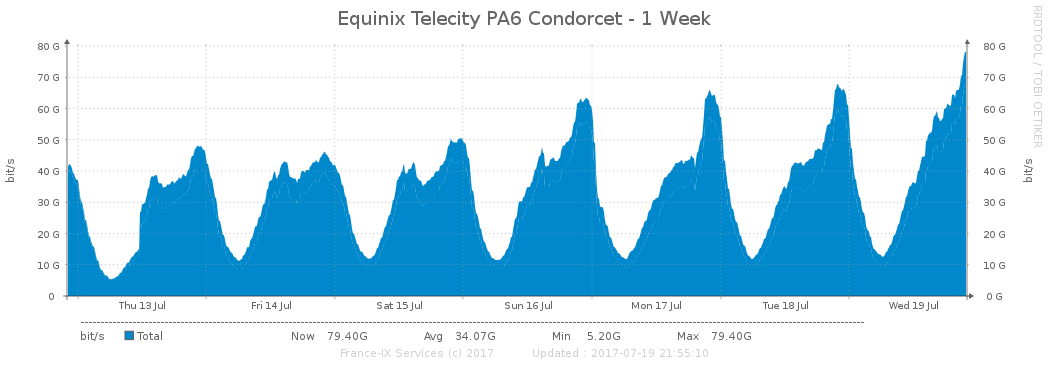 Equinix Telecity PA6 Condorcet - 1 Week
RRDTOOL / TOBI OETIKER
80 G 80 G
70 G 70 G
60 G 60 G
50 G 50 G
40 G 40 G
30 G 30 G
20 G 20 G
10 G 10 G
0 0 G
bit/s
bit/s
Thu 13 Jul Fri 14 Jul Sat 15 Jul Sun 16 Jul Mon 17 Jul Tue 18 Jul Wed 19 Jul
bit/s Total Now 79.40G Avg 34.07G Min 5.20G Max 79.40G
France-IX Services (c) 2017 Updated : 2017-07-19 21:55:10